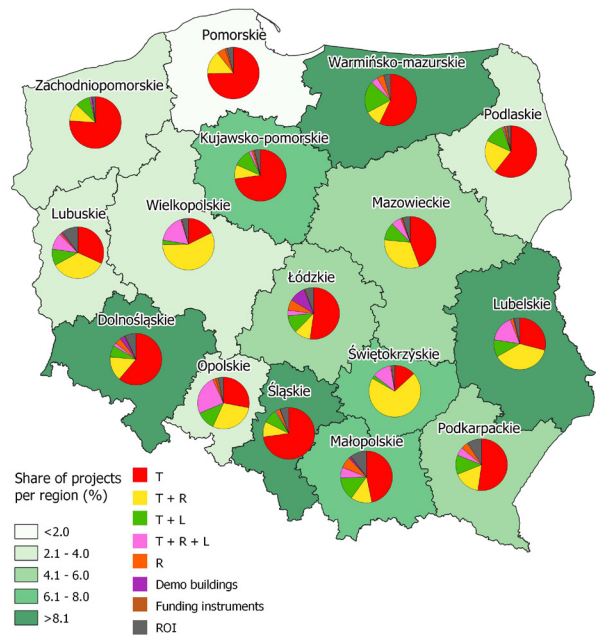 Pomorskie
Warmińsko-mazurskie
Zachodniopomorskie
Podlaskie
Kujawsko-pomorskie
Mazowieckie
Wielkopolskie
Lubuskie
Łódzkie
Lubelskie
Dolnośląskie
Świętokrzyskie
Opolskie
Śląskie
Podkarpackie
Małopolskie
Share of projects
per region (%)
<2.0
2.1 - 4.0
4.1 - 6.0
6.1 - 8.0
>8.1
T
T + R
T + L
T + R + L
R
Demo buildings
Funding instruments
ROI